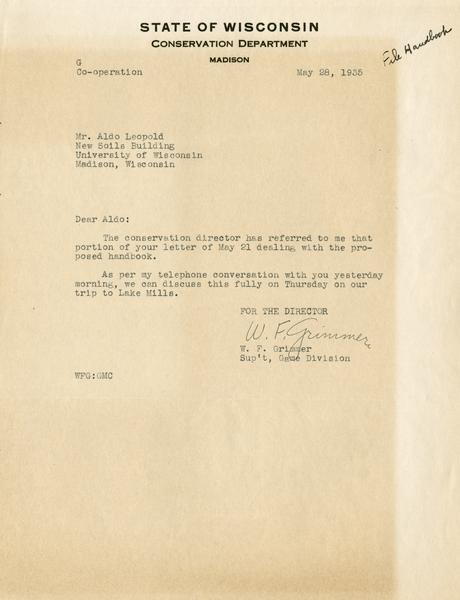 STATE OF WISCONSIN
CONSERVATION DEPARTMENT
MADISON
File Handbook
G
Co-operation
May 28, 1935
Mr. Aldo Leopold
New Soils Building
University of Wisconsin
Madison, Wisconsin
Dear Aldo:
The conservation director has referred to me that
portion of your letter of May 21 dealing with the pro-
posed handbook.
As per my telephone conversation with you yesterday
morning, we can discuss this fully on Thursday on our
trip to Lake Mills.
FOR THE DIRECTOR
W. F. Grimmer
W. F. Grimmer
Sup't, Game Division
WFG:GMC